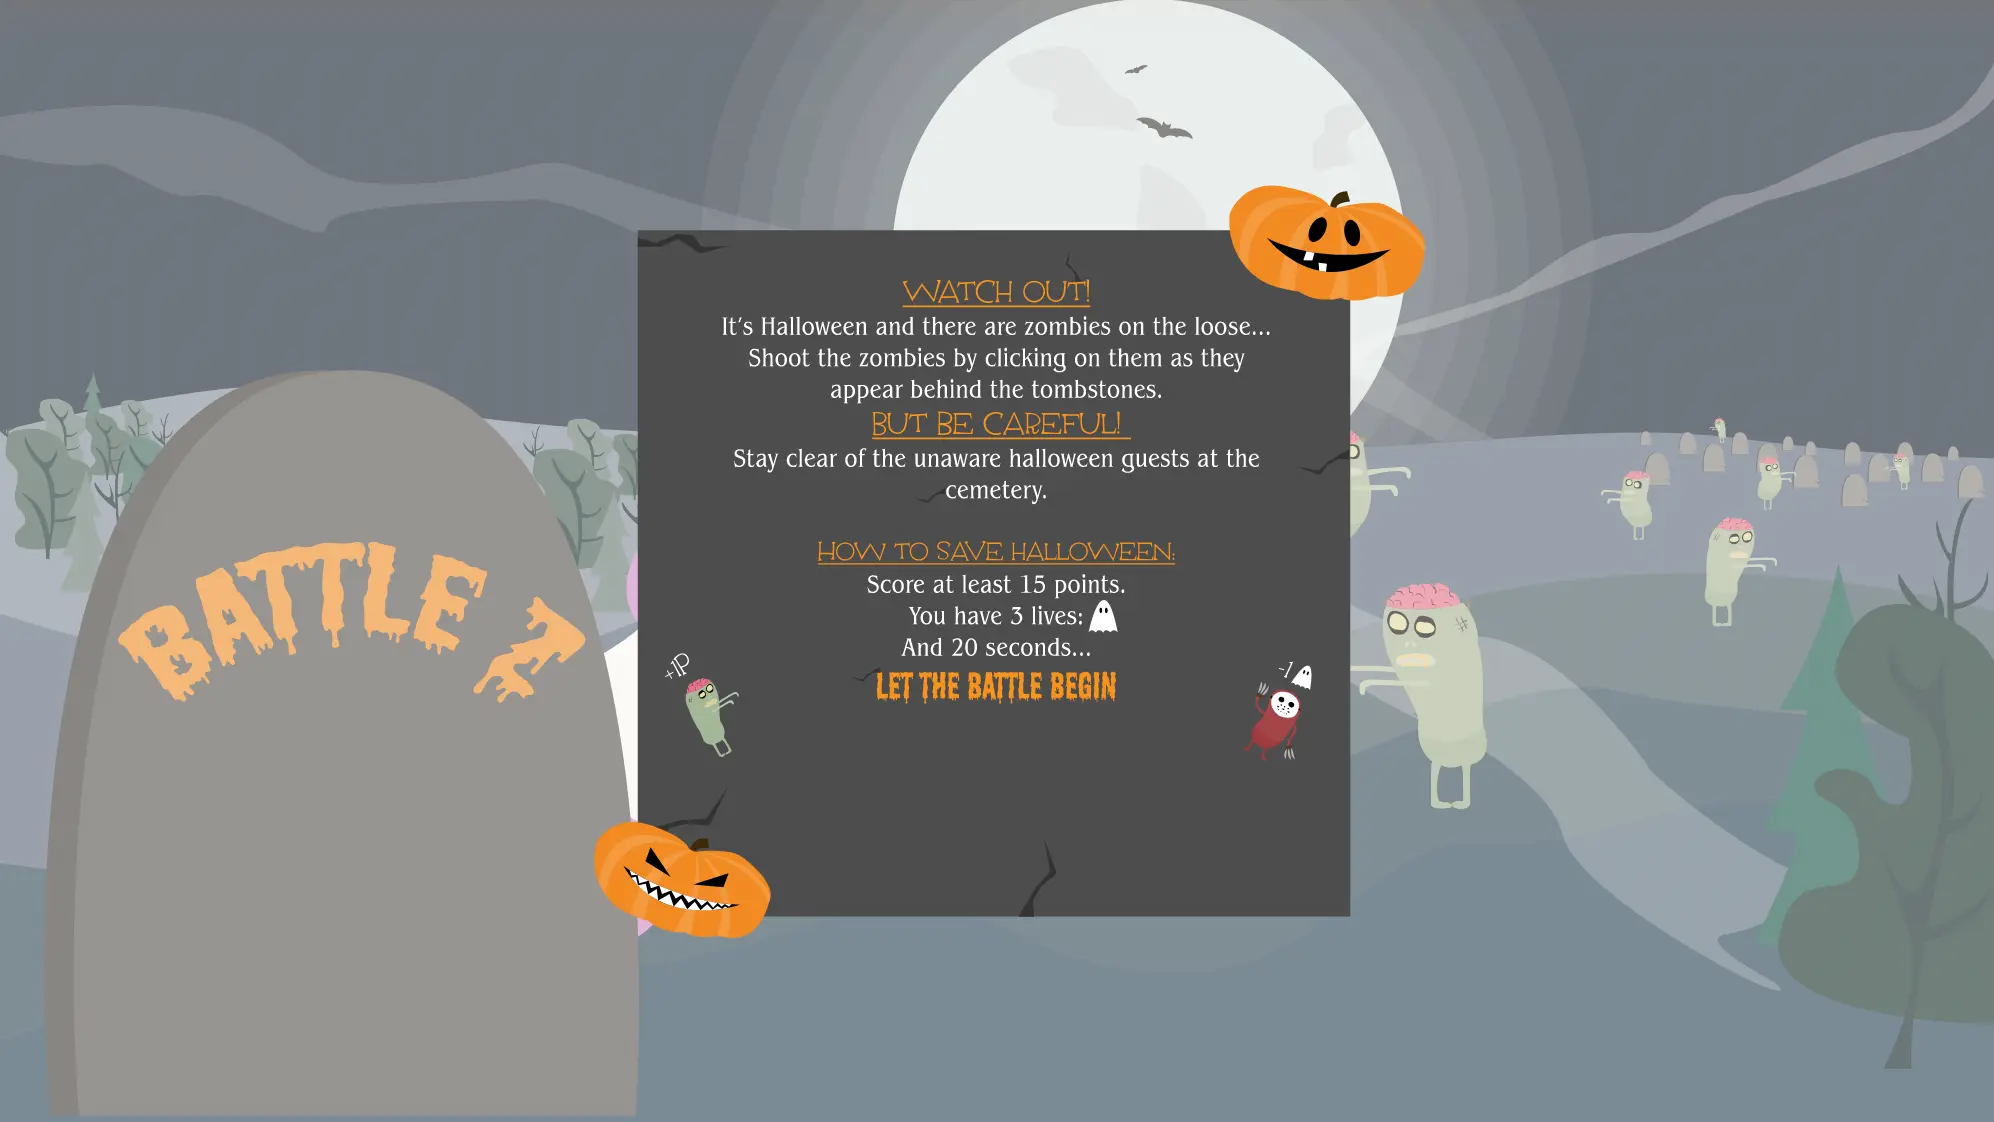 WATCH OUT!
It's Halloween and there are zombies on the loose...
Shoot the zombies by clicking on them as they
appear behind the tombstones.
BUT BE CAREFUL!
Stay clear of the unaware halloween guests at the
cemetery.
HOW TO SAVE HALLOWEEN:
Score at least 15 points.
You have 3 lives:
And 20 seconds...
LET THE BATTLE BEGIN
+1P
-1
BATTLE Z